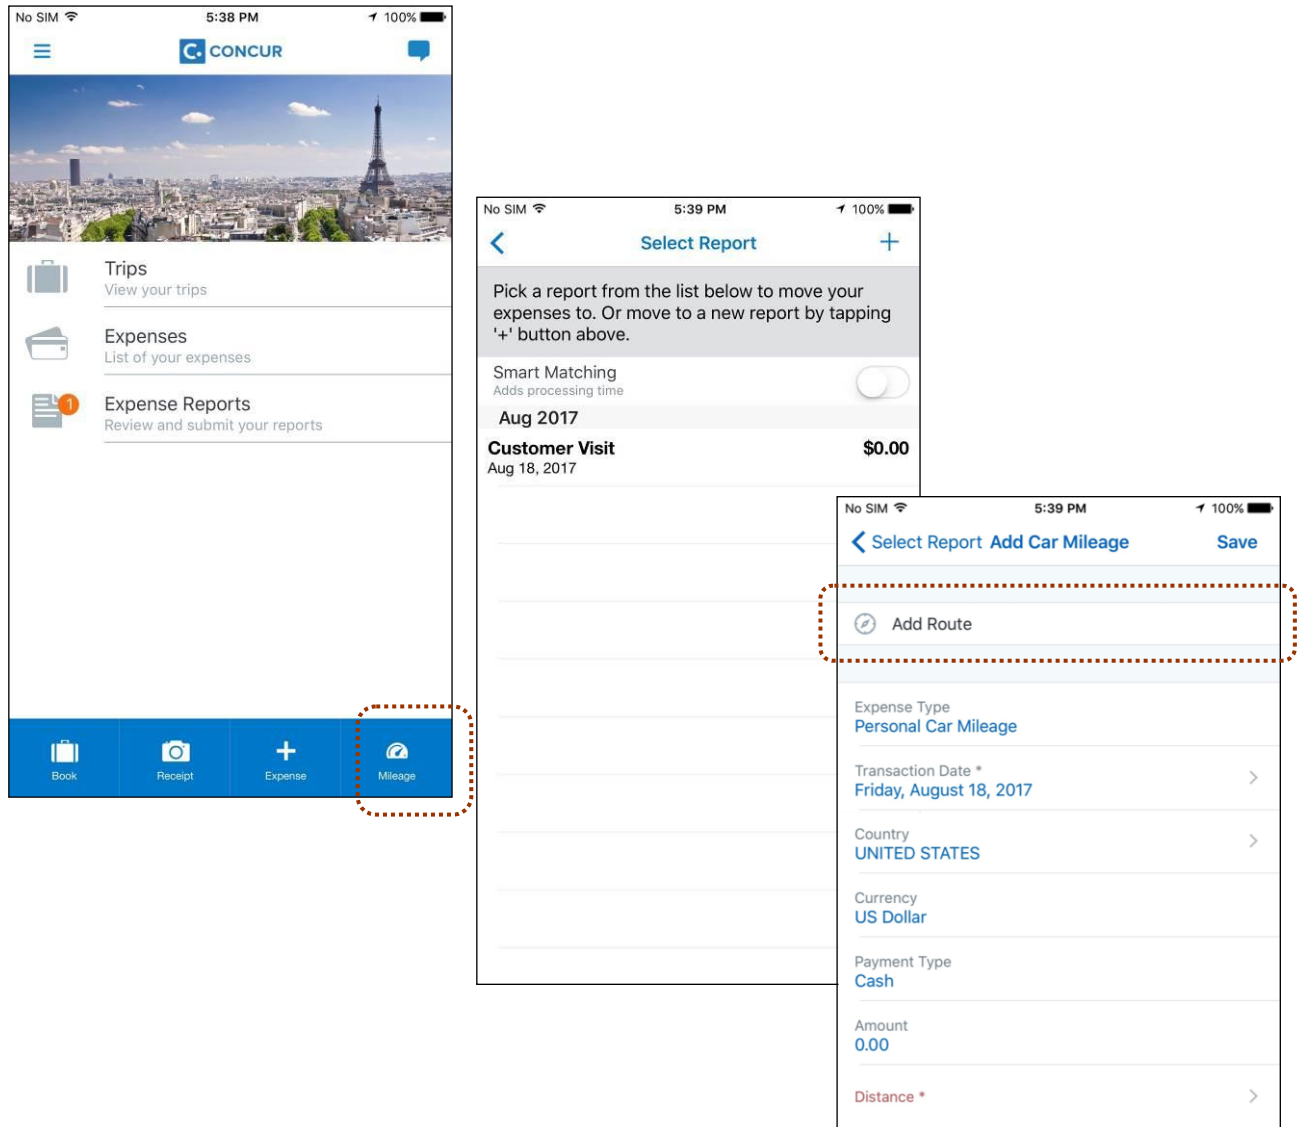 No SIM 5:38 PM 100%
C. CONCUR
Trips
View your trips
Expenses
List of your expenses
1
Expense Reports
Review and submit your reports
Book Receipt Expense Mileage
No SIM 5:39 PM 100%
Select Report +
Pick a report from the list below to move your
expenses to. Or move to a new report by tapping
'+' button above.
Smart Matching
Adds processing time
Aug 2017
Customer Visit $0.00
Aug 18, 2017
No SIM 5:39 PM 100%
Select Report Add Car Mileage Save
Add Route
Expense Type
Personal Car Mileage
Transaction Date *
Friday, August 18, 2017
Country
UNITED STATES
Currency
US Dollar
Payment Type
Cash
Amount
0.00
Distance *